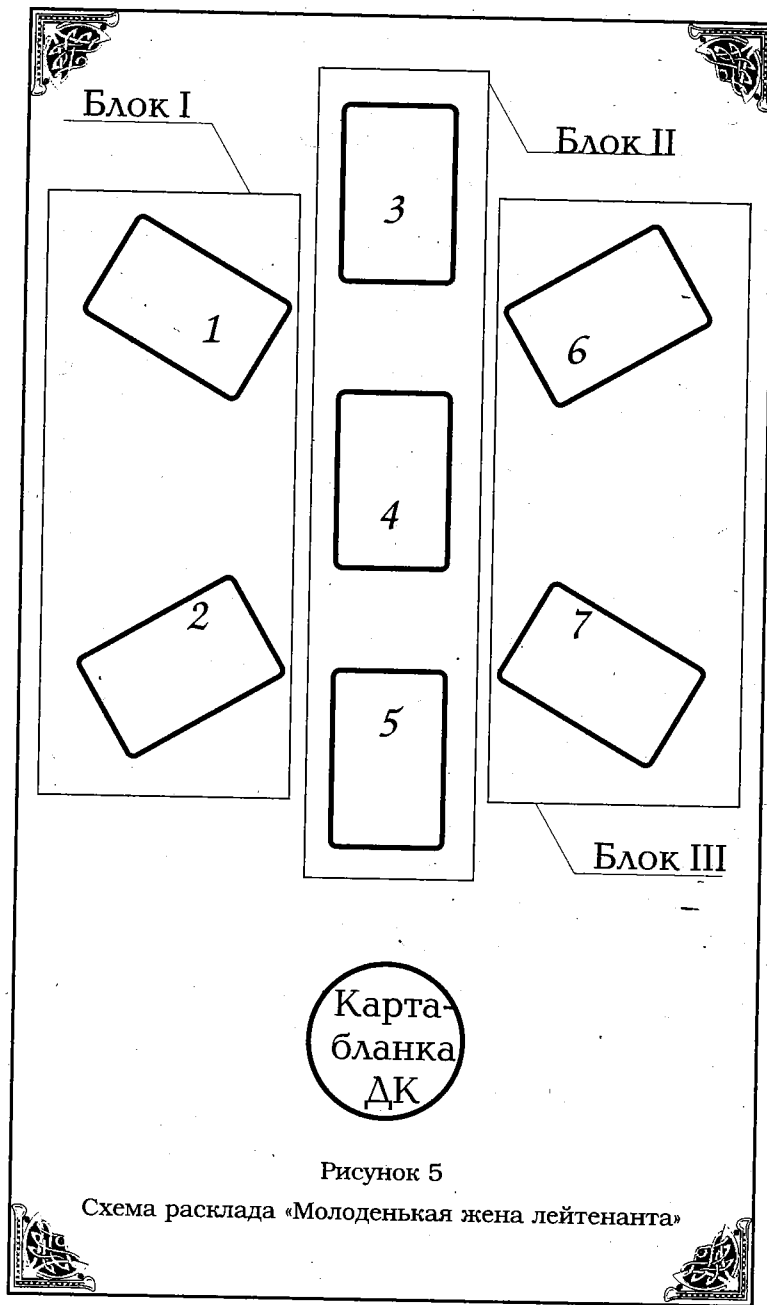 Блок I
Блок II
3
1
6
4
2
7
5
Блок III
Карта-
бланка
ДК
Рисунок 5
Схема расклада «Молоденькая жена лейтенанта»